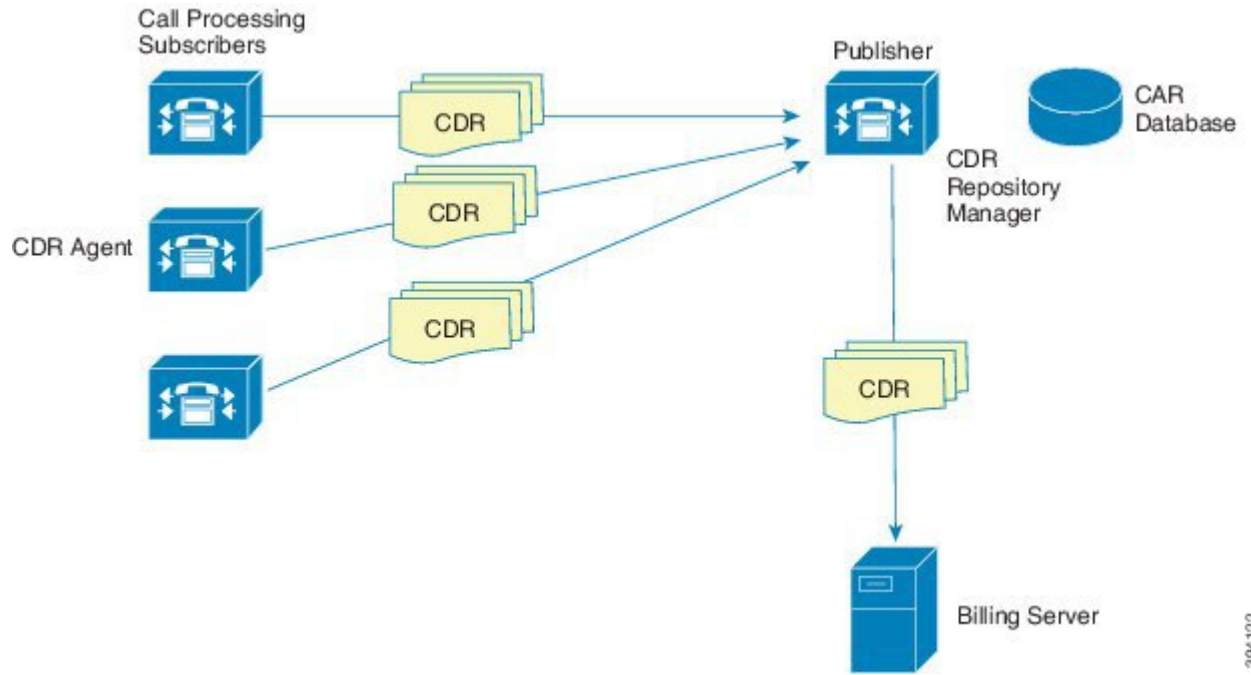 Call Processing
Subscribers
Publisher
CAR
Database
CDR
CDR
Repository
Manager
CDR Agent
CDR
CDR
CDR
Billing Server